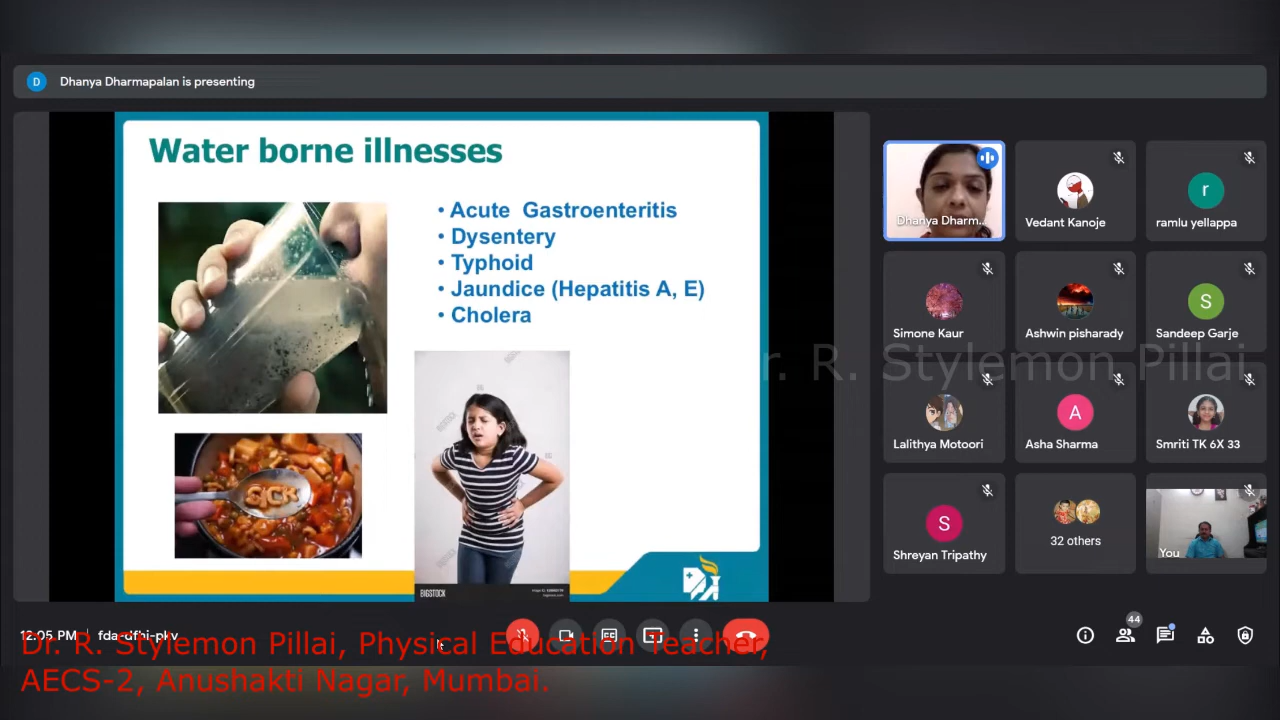 D
Dhanya Dharmapalan is presenting
Water borne illnesses
• Acute Gastroenteritis
• Dysentery
• Typhoid
• Jaundice (Hepatitis A, E)
• Cholera
SICK
BIGSTOCK
Dhanya Dharm...
Vedant Kanoje
r
ramlu yellappa
Simone Kaur
Ashwin pisharady
S
Sandeep Garje
r. R. Stylemon Pillai
Lalithya Motoori
A
Asha Sharma
Smriti TK 6X 33
S
Shreyan Tripathy
32 others
You
12:05 PM | fda-dfhi-pkv
44
Dr. R. Stylemon Pillai, Physical Education Teacher,
AECS-2, Anushakti Nagar, Mumbai.